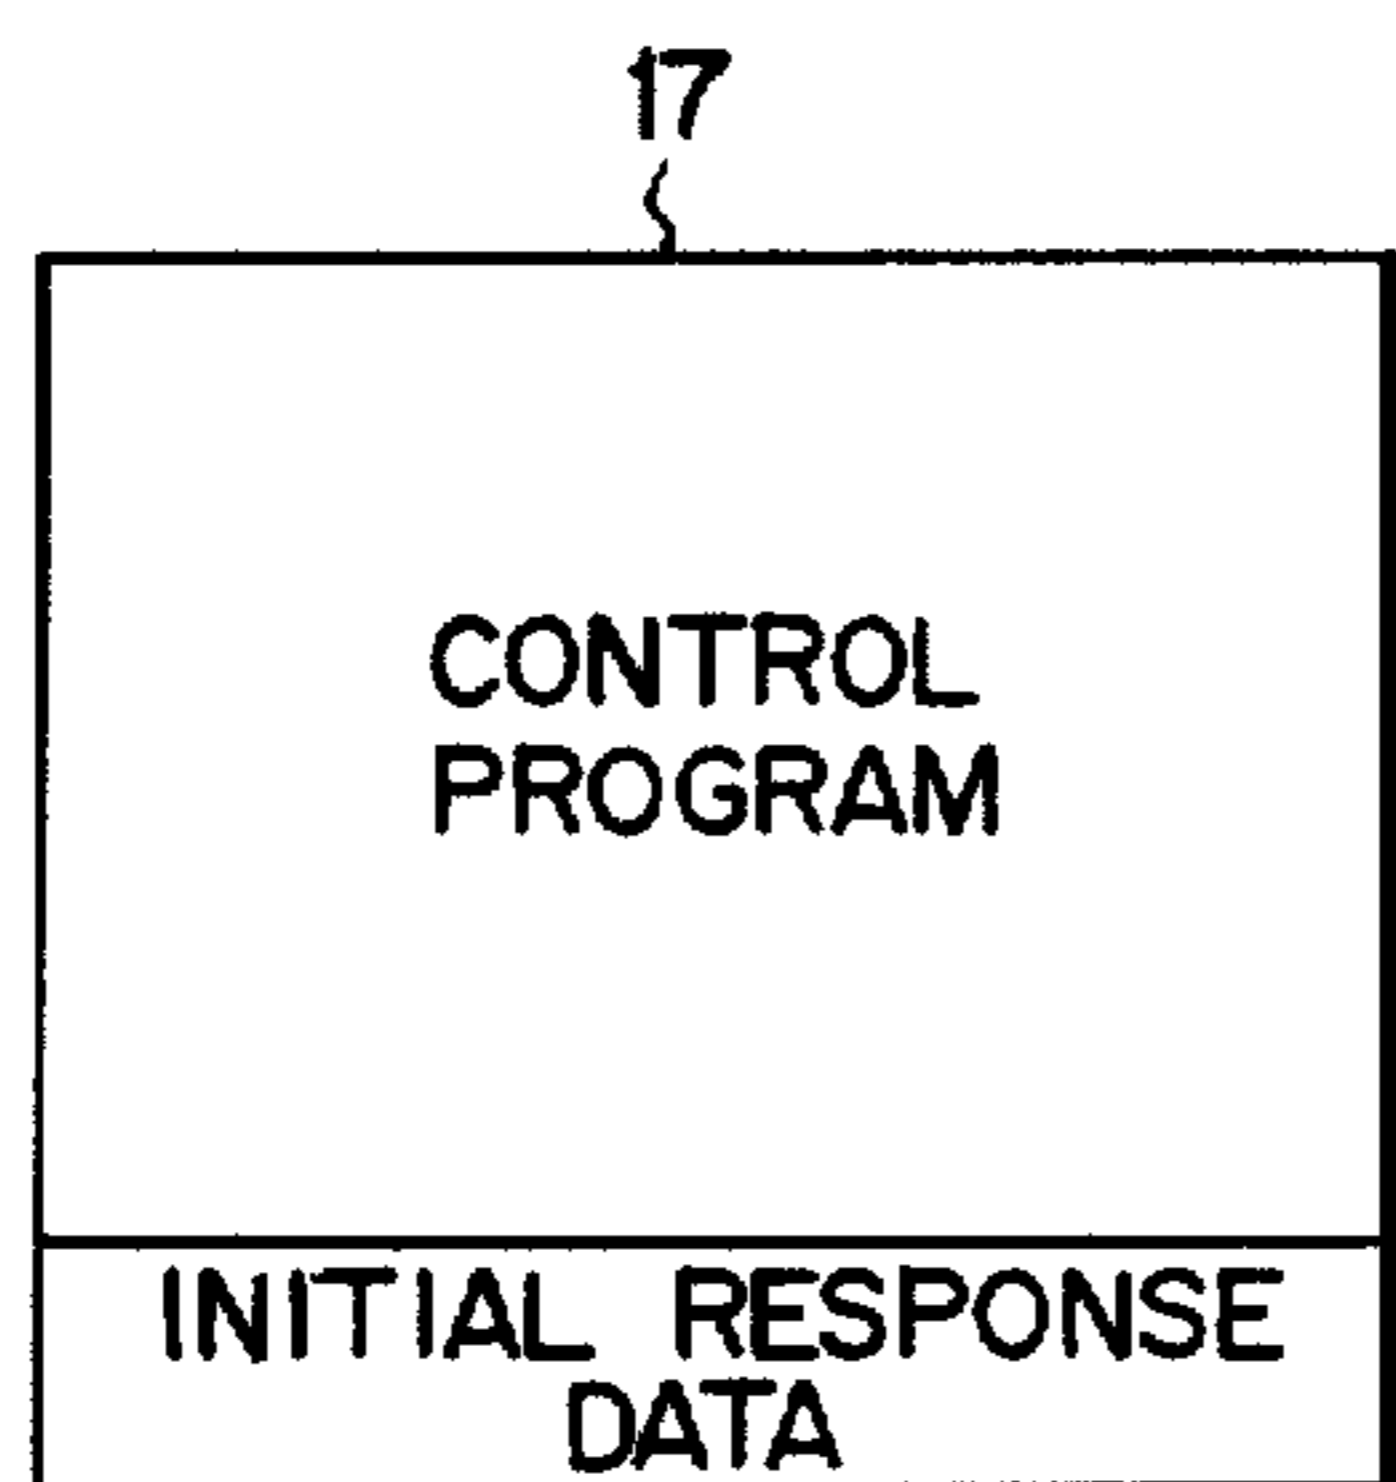 17
CONTROL
PROGRAM
INITIAL RESPONSE
DATA